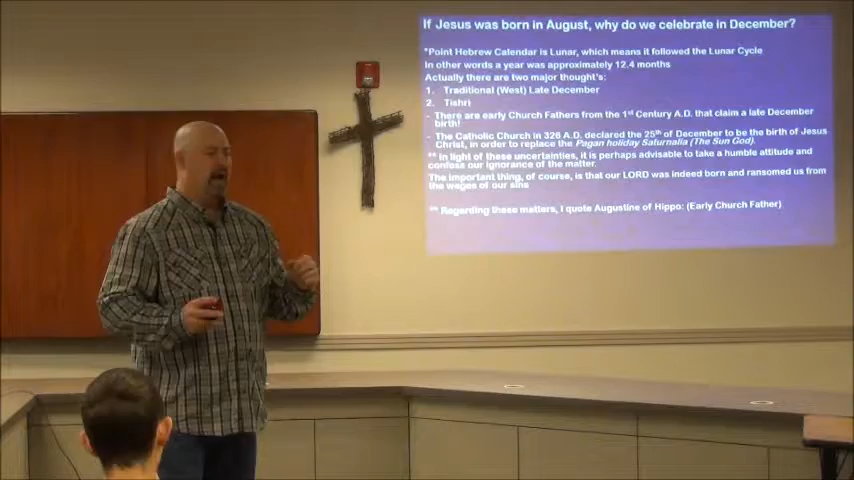 If Jesus was born in August, why do we celebrate in December?
*Point Hebrew Calendar is Lunar, which means it followed the Lunar Cycle
In other words a year was approximately 12.4 months
Actually there are two major thought's:
1. Traditional (West) Late December
2. Tishri
- There are early Church Fathers from the 1st Century A.D. that claim a late December
birth!
- The Catholic Church in 326 A.D. declared the 25th of December to be the birth of Jesus
Christ, in order to replace the Pagan holiday Saturnalia (The Sun God).
** In light of these uncertainties, it is perhaps advisable to take a humble attitude and
confess our ignorance of the matter.
The important thing, of course, is that our LORD was indeed born and ransomed us from
the wages of our sins
** Regarding these matters, I quote Augustine of Hippo: (Early Church Father)